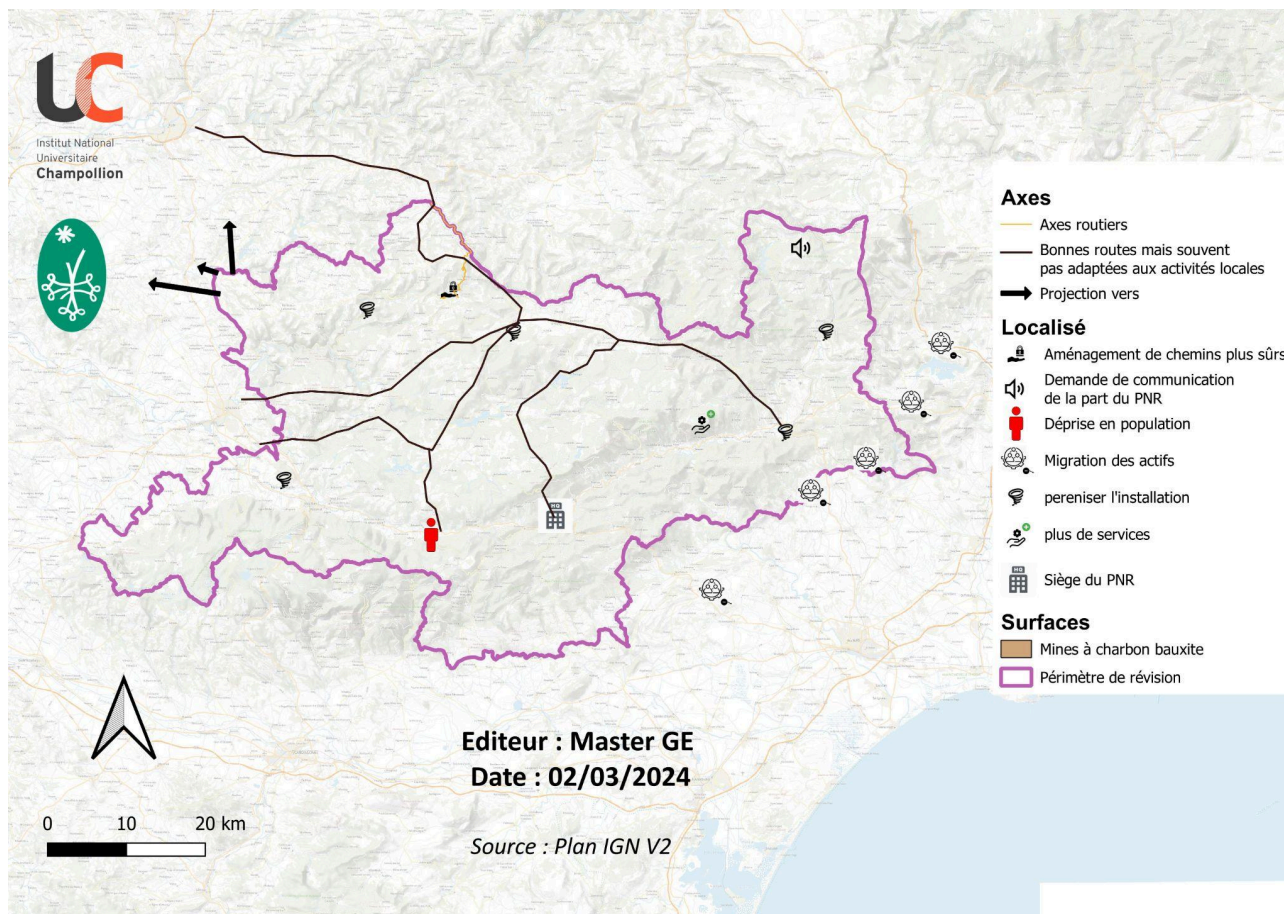 UC
Institut National
Universitaire
Champollion
Axes
Axes routiers
Bonnes routes mais souvent
pas adaptées aux activités locales
Projection vers
Localisé
Aménagement de chemins plus sûrs
Demande de communication
de la part du PNR
Déprise en population
Migration des actifs
pereniser l'installation
plus de services
HQ
Siège du PNR
Surfaces
Mines à charbon bauxite
Périmètre de révision
HQ
Editeur : Master GE
Date : 02/03/2024
0 10 20 km
Source : Plan IGN V2